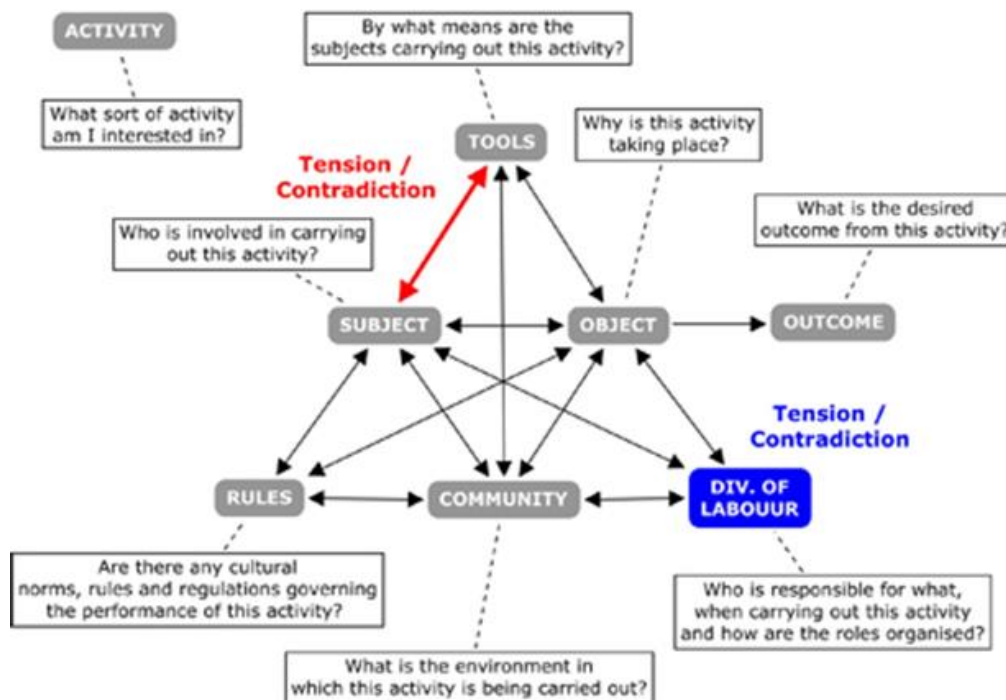 ACTIVITY
What sort of activity
am I interested in?
By what means are the
subjects carrying out this activity?
TOOLS
Why is this activity
taking place?
Tension /
Contradiction
Who is involved in carrying
out this activity?
What is the desired
outcome from this activity?
SUBJECT
OBJECT
OUTCOME
Tension /
Contradiction
RULES
COMMUNITY
DIV. OF
LABOUUR
Are there any cultural
norms, rules and regulations governing
the performance of this activity?
Who is responsible for what,
when carrying out this activity
and how are the roles organised?
What is the environment in
which this activity is being carried out?